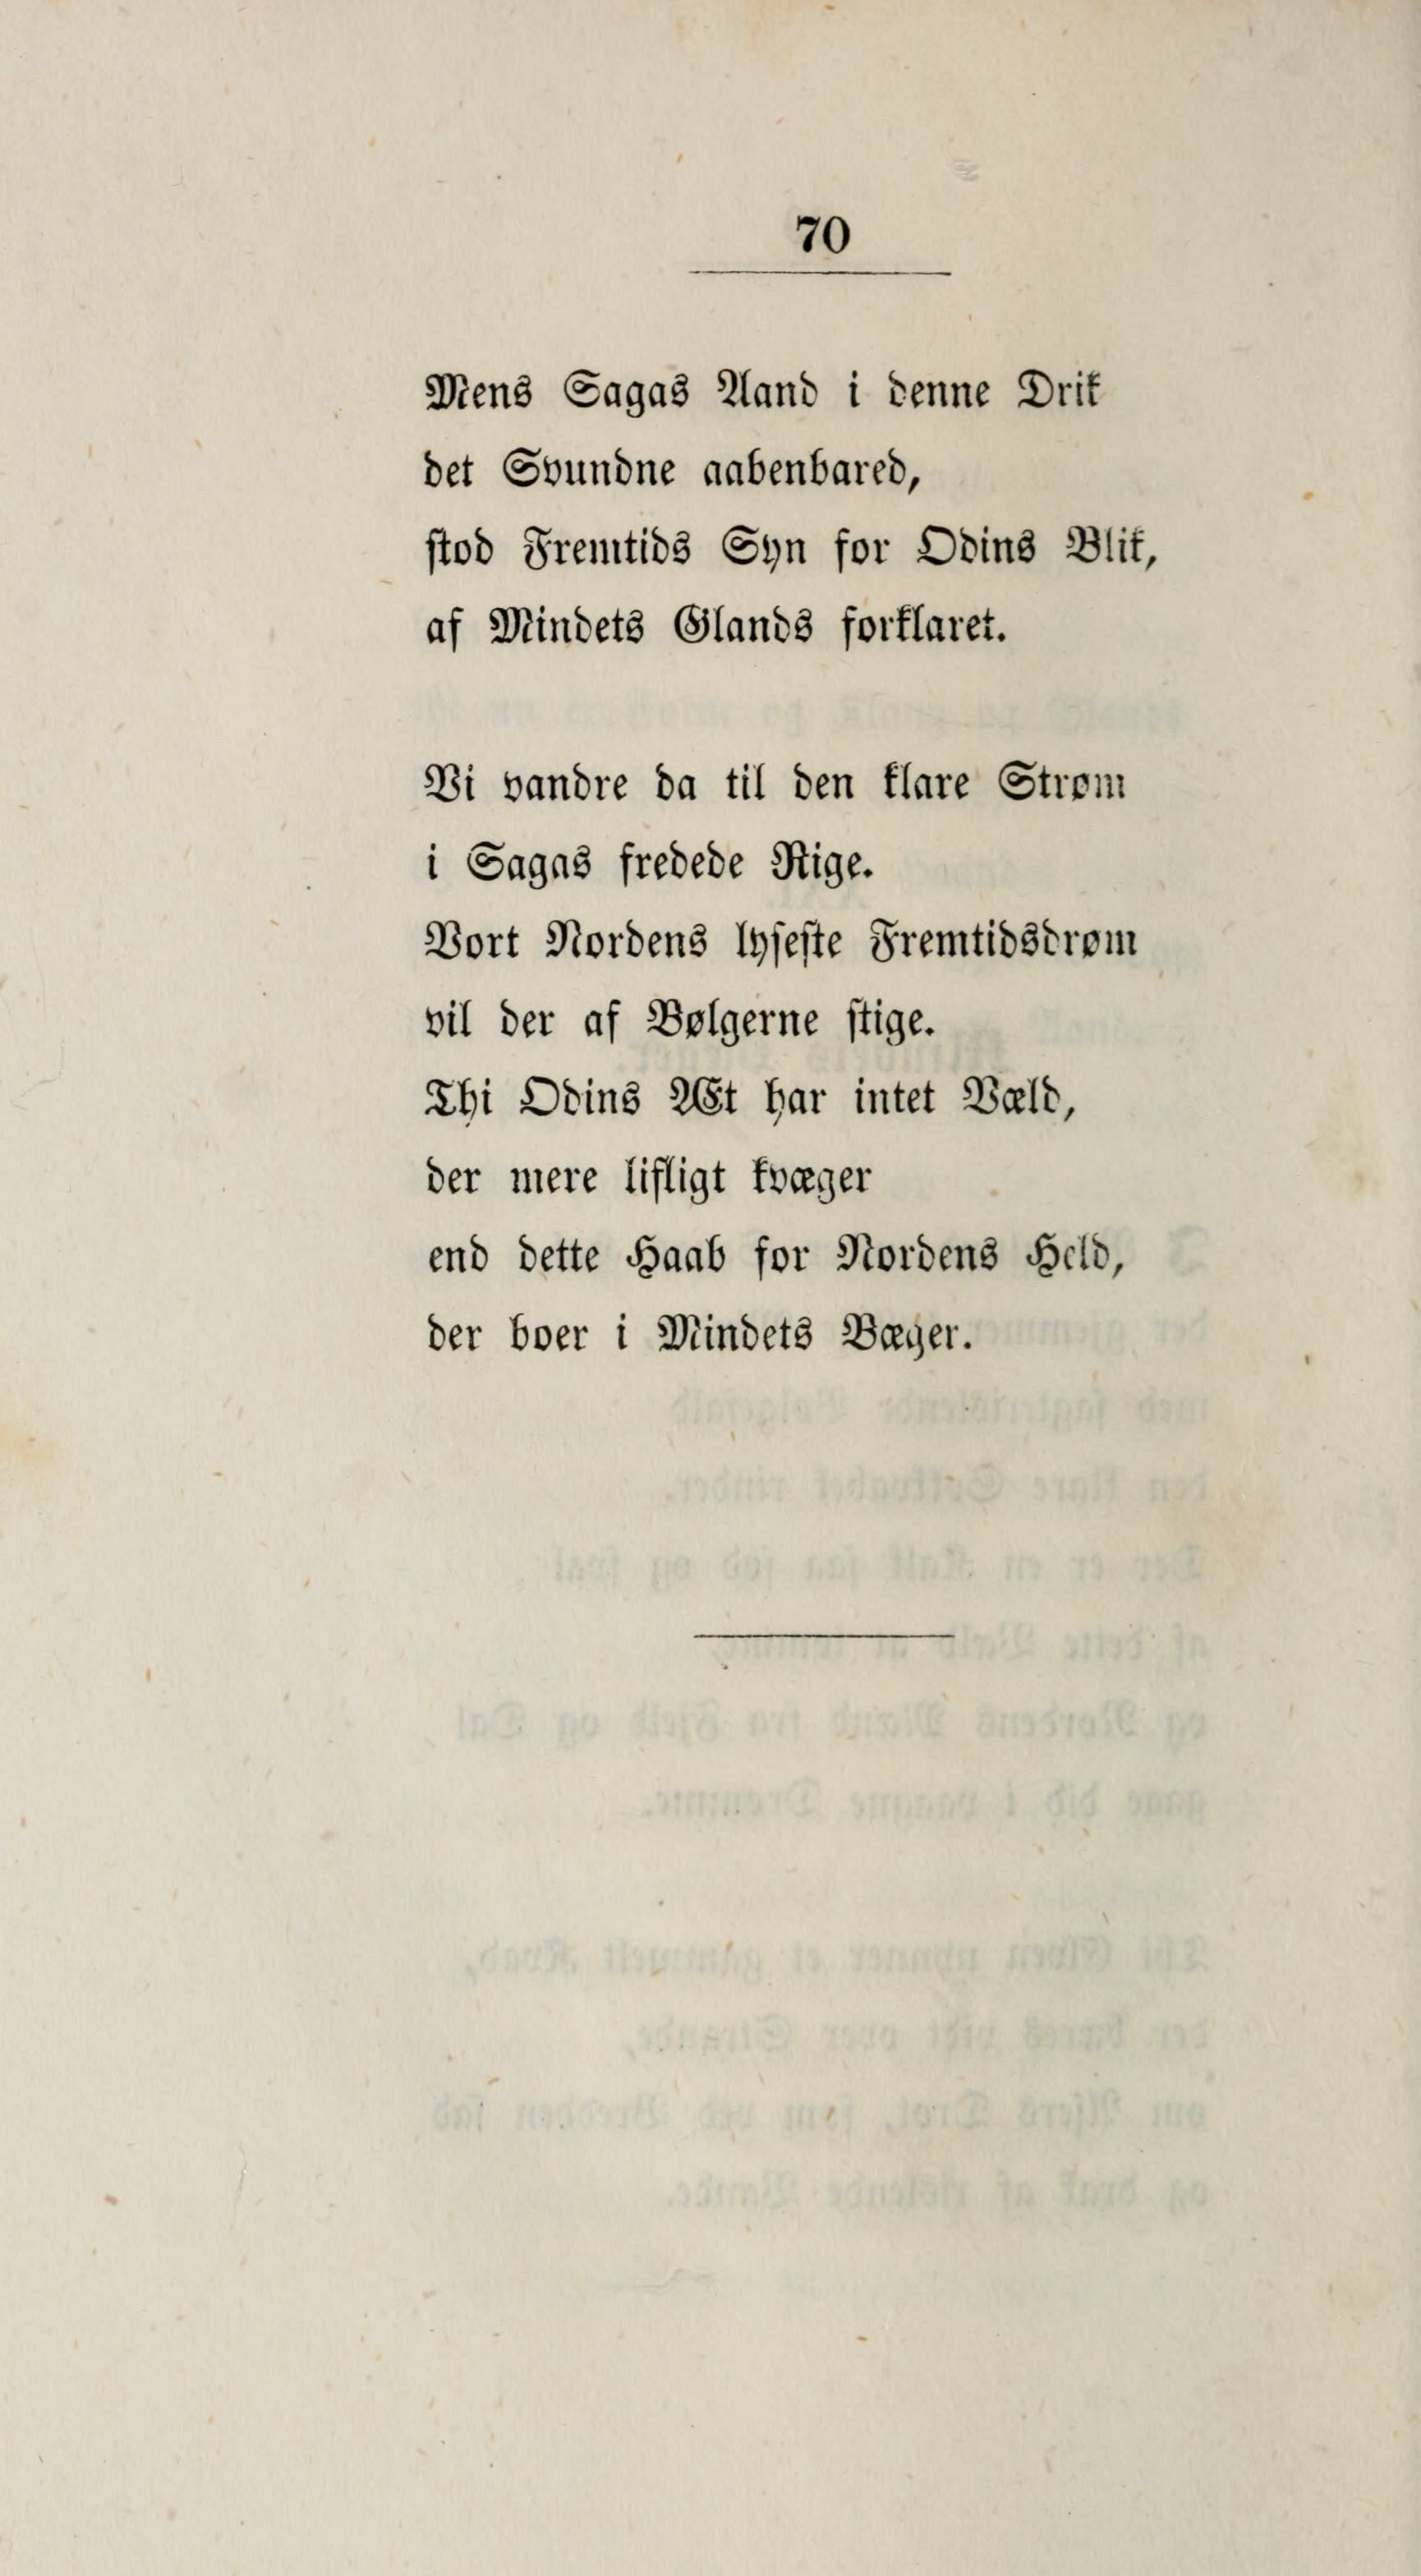 70
Mens Sagas Aand i denne Drik
det Svundne aabenbared,
stod Fremtids Syn for Odins Blik,
af Mindets Glands forklaret.
Vi vandre da til den klare Strøm
i Sagas fredede Rige.
Vort Nordens lyseste Fremtidsdrøm
vil der af Bølgerne stige.
Thi Odins Æt har intet Væld,
der mere lifligt kvæger
end dette Haab for Nordens Held,
der boer i Mindets Bæger.